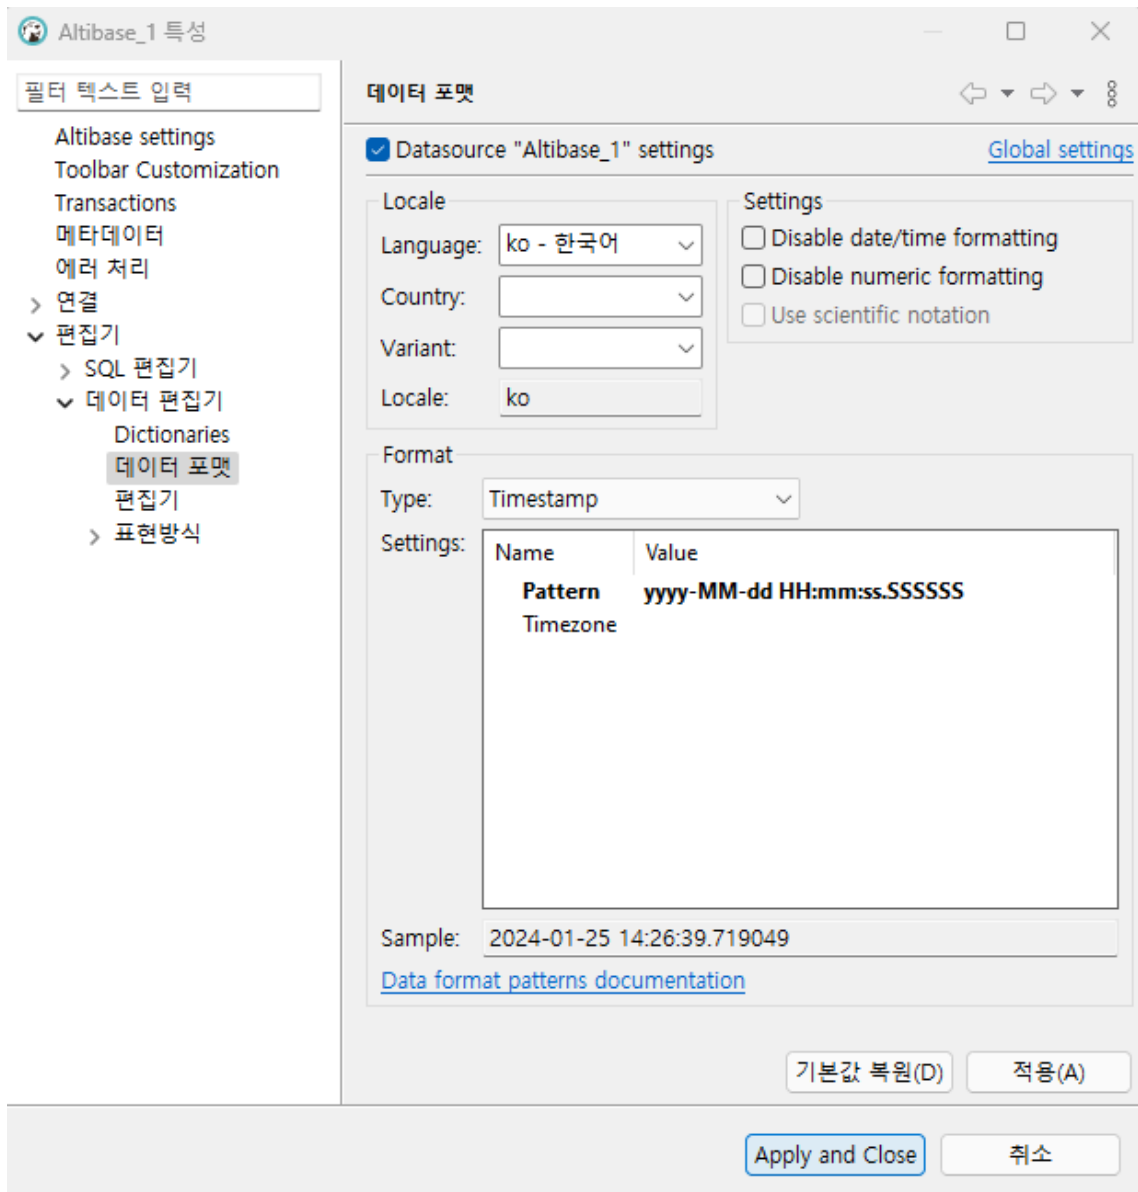 Altibase_1 특성
필터 텍스트 입력
Altibase settings
Toolbar Customization
Transactions
메타데이터
에러 처리
연결
편집기
SQL 편집기
데이터 편집기
Dictionaries
데이터 포맷
편집기
표현방식
데이터 포맷
Datasource "Altibase_1" settings
Global settings
Locale
Language: ko - 한국어
Country:
Variant:
Locale: ko
Settings
Disable date/time formatting
Disable numeric formatting
Use scientific notation
Format
Type: Timestamp
Settings:
Name Value
Pattern yyyy-MM-dd HH:mm:ss.SSSSSS
Timezone
Sample: 2024-01-25 14:26:39.719049
Data format patterns documentation
기본값 복원(D) 적용(A)
Apply and Close 취소